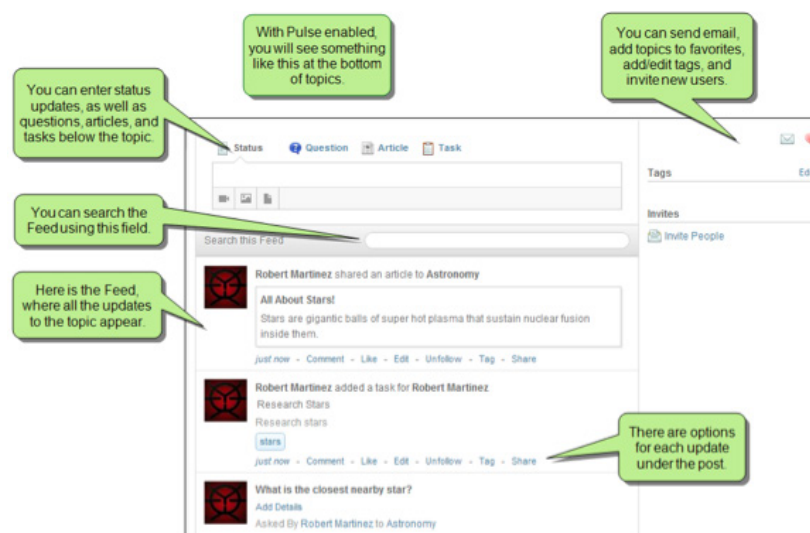 With Pulse enabled,
you will see something
like this at the bottom
of topics.
You can send email,
add topics to favorites,
add/edit tags, and
invite new users.
You can enter status
updates, as well as
questions, articles, and
tasks below the topic.
Status Question Article Task
Tags Ed
You can search the
Feed using this field.
Invites
Invite People
Search this Feed
Here is the Feed,
where all the updates
to the topic appear.
Robert Martinez shared an article to Astronomy
All About Stars!
Stars are gigantic balls of super hot plasma that sustain nuclear fusion
inside them.
just now - Comment - Like - Edit - Unfollow - Tag - Share
Robert Martinez added a task for Robert Martinez
Research Stars
Research stars
stars
just now - Comment - Like - Edit - Unfollow - Tag - Share
There are options
for each update
under the post.
What is the closest nearby star?
Add Details
Asked By Robert Martinez to Astronomy